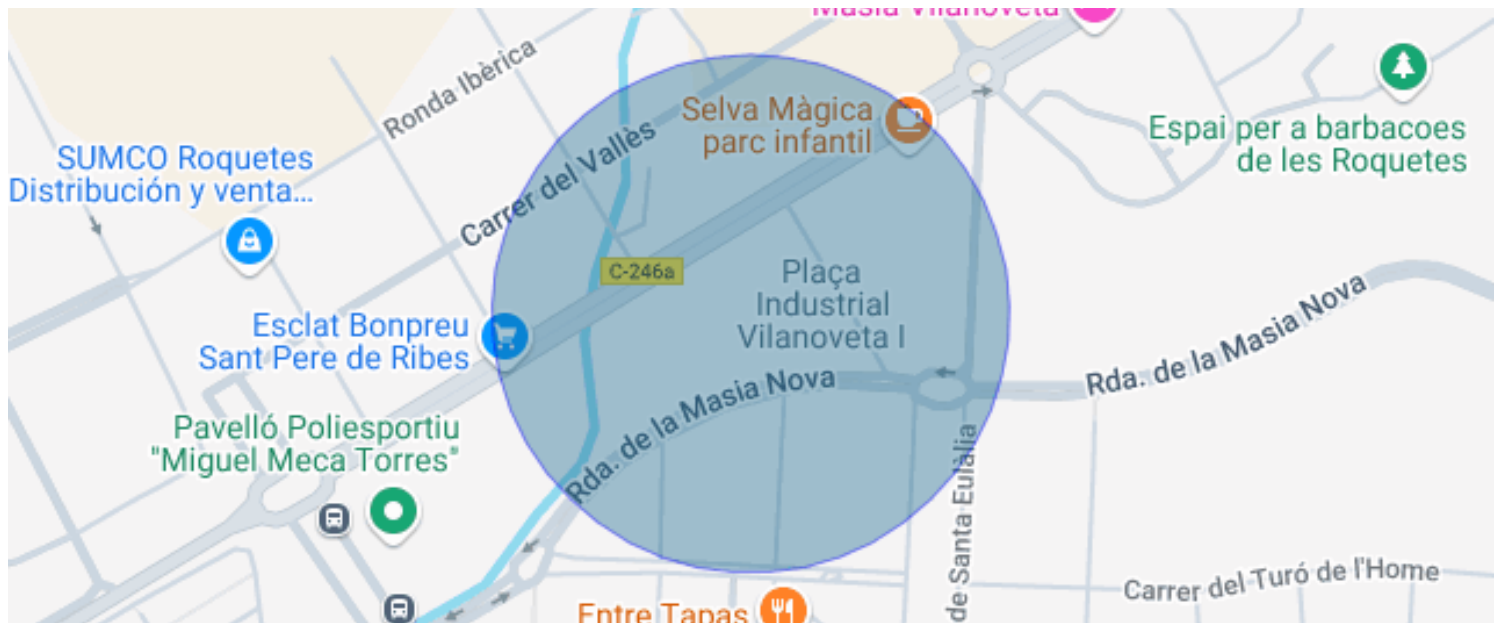 Masia Vilanoveta
Ronda Ibèrica
Selva Màgica
parc infantil
Espai per a barbacoes
de les Roquetes
SUMCO Roquetes
Distribución y venta...
Carrer del Vallès
C-246a
Plaça
Industrial
Vilanoveta I
Esclat Bonpreu
Sant Pere de Ribes
Rda. de la Masia Nova
Rda. de la Masia Nova
Pavelló Poliesportiu
"Miguel Meca Torres"
de Santa Eulàlia
Carrer del Turó de l'Home
Entre Tapas